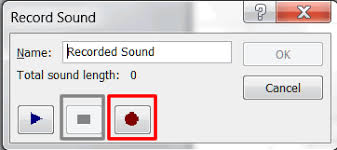 Record Sound
?
Name: Recorded Sound
OK
Total sound length: 0
Cancel